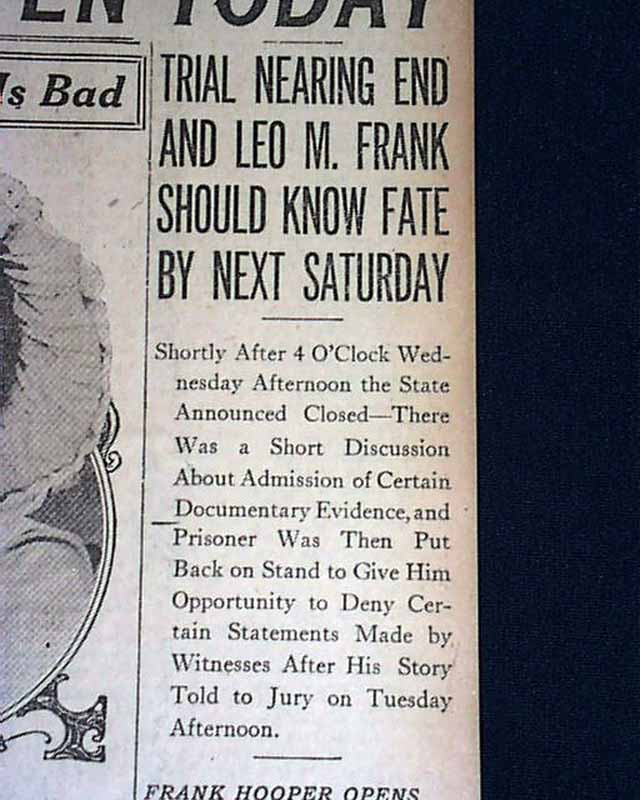 EN TODAY
Is Bad
TRIAL NEARING END
AND LEO M. FRANK
SHOULD KNOW FATE
BY NEXT SATURDAY
Shortly After 4 O'Clock Wed-
nesday Afternoon the State
Announced Closed—There
Was a Short Discussion
About Admission of Certain
Documentary Evidence, and
Prisoner Was Then Put
Back on Stand to Give Him
Opportunity to Deny Cer-
tain Statements Made by
Witnesses After His Story
Told to Jury on Tuesday
Afternoon.
FRANK HOOPER OPENS